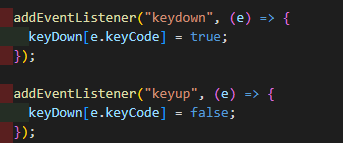 addEventListener("keydown", (e) => {
  keyDown[e.keyCode] = true;
});

addEventListener("keyup", (e) => {
  keyDown[e.keyCode] = false;
});